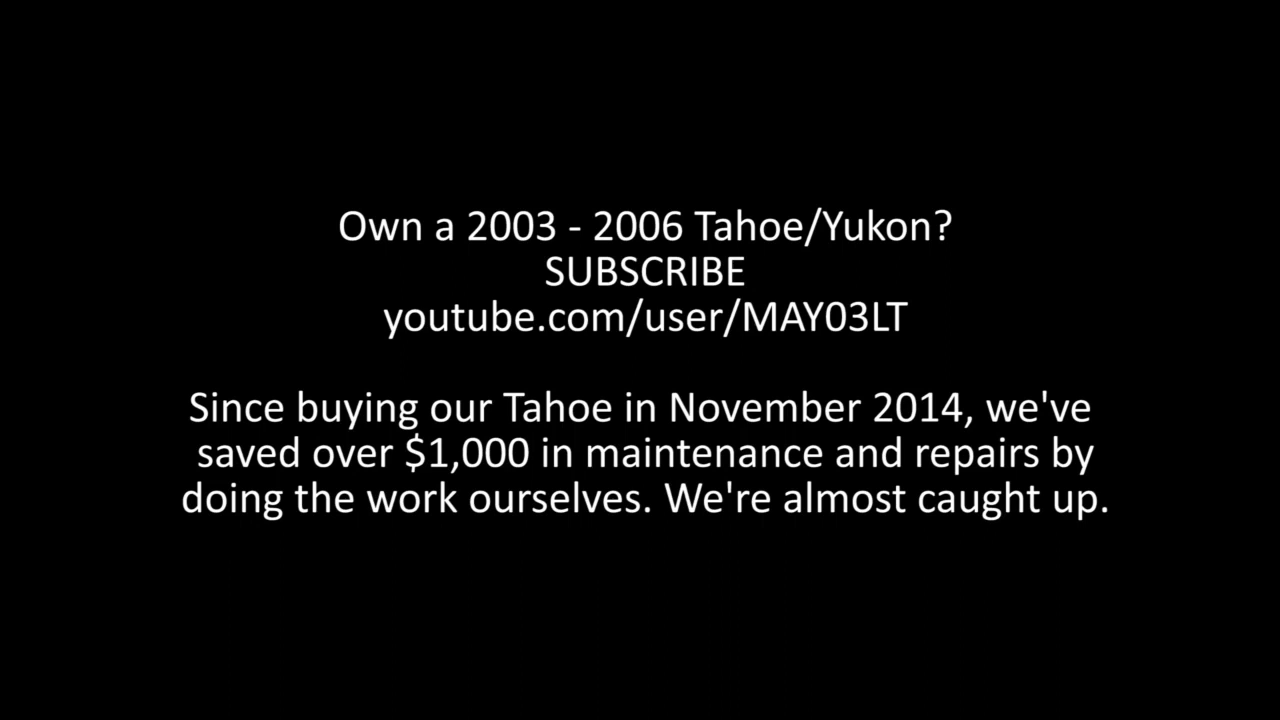 Own a 2003 - 2006 Tahoe/Yukon?
SUBSCRIBE
youtube.com/user/MAY03LT
Since buying our Tahoe in November 2014, we've
saved over $1,000 in maintenance and repairs by
doing the work ourselves. We're almost caught up.